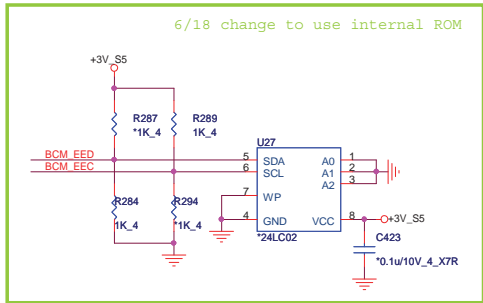 6/18 change to use internal ROM
+3V_S5
R287
*1K_4
R289
1K_4
U27
BCM_EED
BCM_EEC
5 SDA
6 SCL
7 WP
4 GND
A0 1
A1 2
A2 3
VCC 8
+3V_S5
*24LC02
R284
1K_4
R294
*1K_4
C423
*0.1u/10V_4_X7R